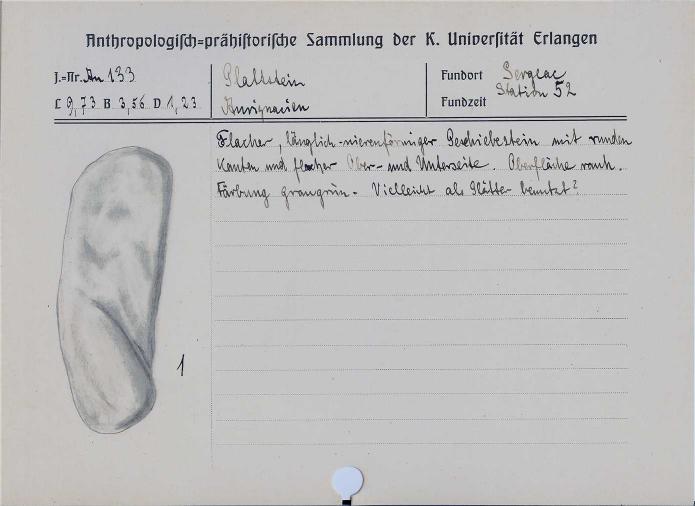 Anthropologisch-prähistorische Sammlung der K. Universität Erlangen
J.-Nr. Au 133
L 9,73 B 3,56 D 1,23
Glattstein
Aurignacien
Fundort Sergeac
Station 52
Fundzeit
Flacher, länglich-nierenförmiger Geschiebestein mit runden
Kanten und flacher Ober- und Unterseite. Oberfläche rauh.
Färbung graugrün. Vielleicht als Glätter benutzt?
1